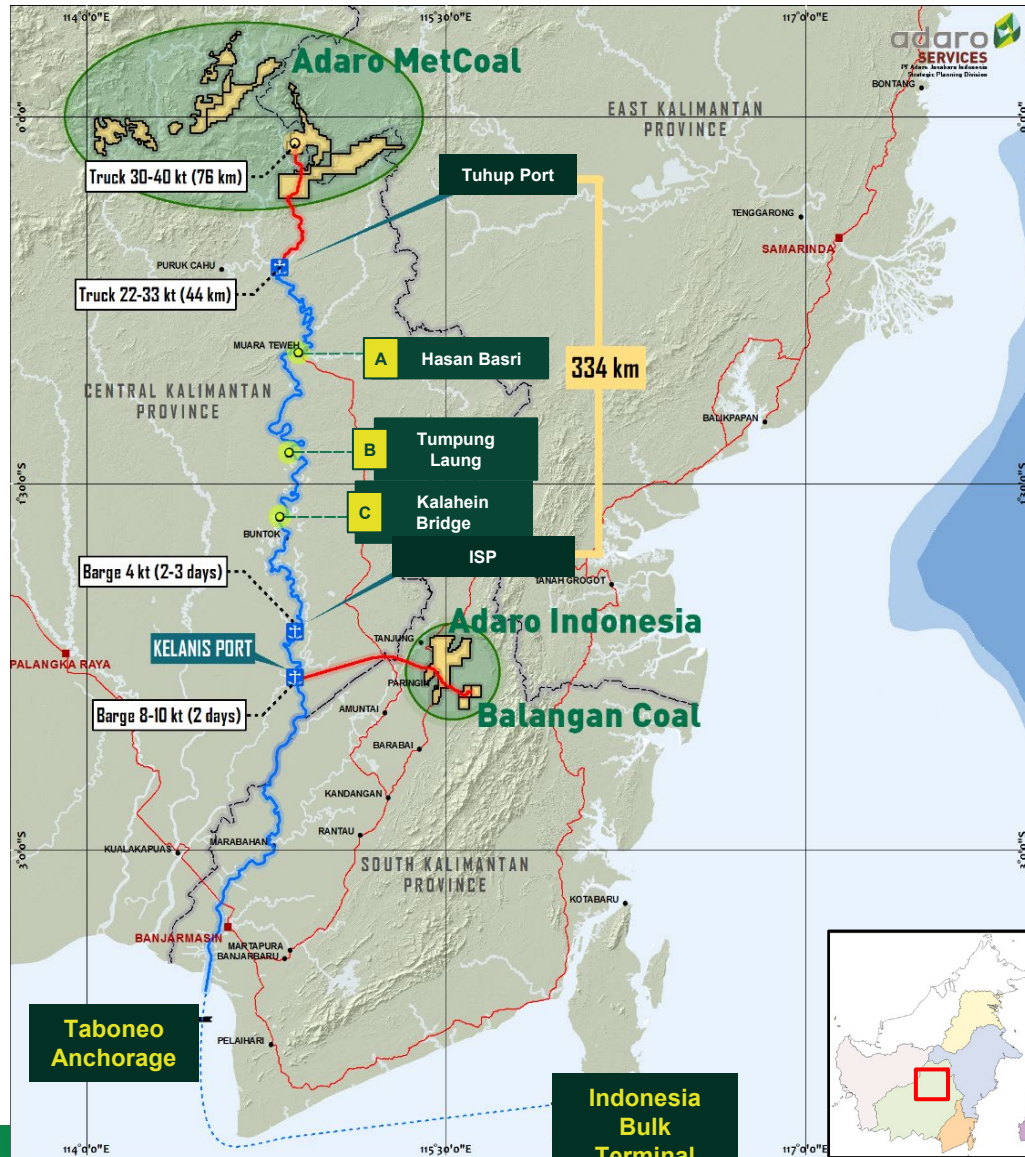 114°0'0"E
115°30'0"E
117°0'0"E
adaro
SERVICES
PT Adaro Jasakara Indonesia
Strategic Planning Division
BONTANG
Adaro MetCoal
EAST KALIMANTAN
PROVINCE
0°0'0"
0°0'0"
Truck 30-40 kt (76 km)
Tuhup Port
TENGGARONG
SAMARINDA
PURUK CAHU
Truck 22-33 kt (44 km)
MUARA TEWEH
A
Hasan Basri
334 km
CENTRAL KALIMANTAN
PROVINCE
BALIKPAPAN
B
Tumpung
Laung
1°30'0"S
1°30'0"S
C
Kalahein
Bridge
BUNTOK
ISP
Barge 4 kt (2-3 days)
TANAH GROGOT
Adaro Indonesia
TANJUNG
KELANIS PORT
PALANGKA RAYA
PARINGIN
Barge 8-10 kt (2 days)
AMUNTAI
Balangan Coal
BARABAI
KANDANGAN
RANTAU
MARABAHAN
KUALAKAPUAS
3°0'0"S
3°0'0"S
SOUTH KALIMANTAN
PROVINCE
KOTABARU
BANJARMASIN
MARTAPURA
BANJARBARU
Taboneo
Anchorage
PELAIHARI
Indonesia
Bulk
Terminal
114°0'0"E
115°30'0"E
117°0'0"E